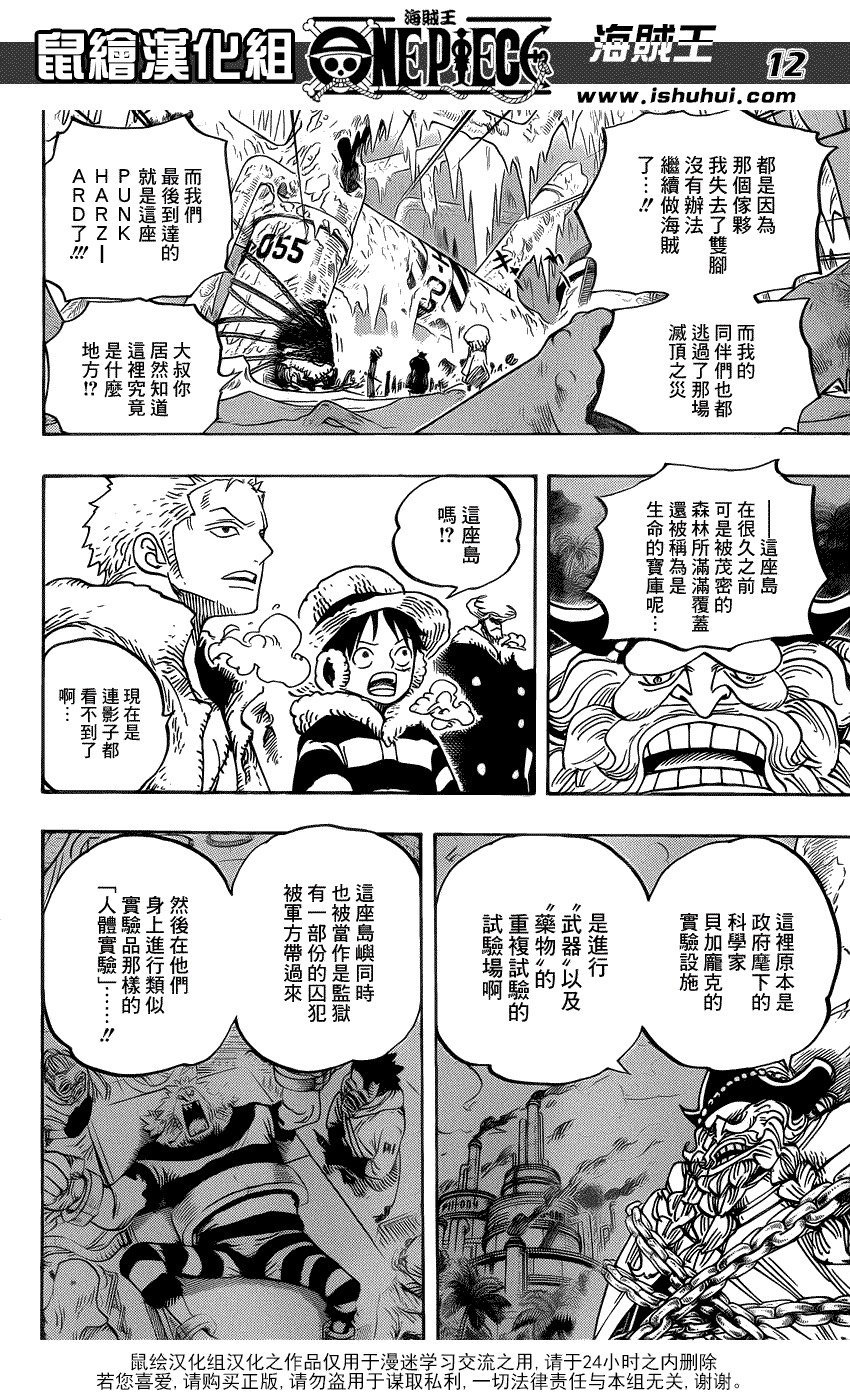 鼠繪漢化組
海賊王
ONE PIECE
海賊王
12
www.ishuhui.com
都是因為
那個傢夥
我失去了雙腳
沒有辦法
繼續做海賊
了…!!
而我的
同伴們也都
逃過了那場
滅頂之災
而我們
最後到達的
就是這座
PUNK
HARZ—
ARD了!!!
大叔你
居然知道
這裡究竟
是什麼
地方!?
055
——這座島
在很久之前
可是被茂密的
森林所滿滿覆蓋
還被稱為是
生命的寶庫呢…
這座島
嗎!?
現在是
連影子都
看不到了
啊…
這裡原本是
政府麾下的
科學家
貝加龐克的
實驗設施
是進行
“武器”以及
“藥物”的
重複試驗的
試驗場啊
這座島嶼同時
也被當作是監獄
有一部份的囚犯
被軍方帶過來
然後在他們
身上進行類似
實驗品那樣的
「人體實驗」……!!
鼠绘汉化组汉化之作品仅用于漫迷学习交流之用, 请于24小时之内删除
若您喜爱, 请购买正版, 请勿盗用于谋取私利, 一切法律责任与本组无关, 谢谢。